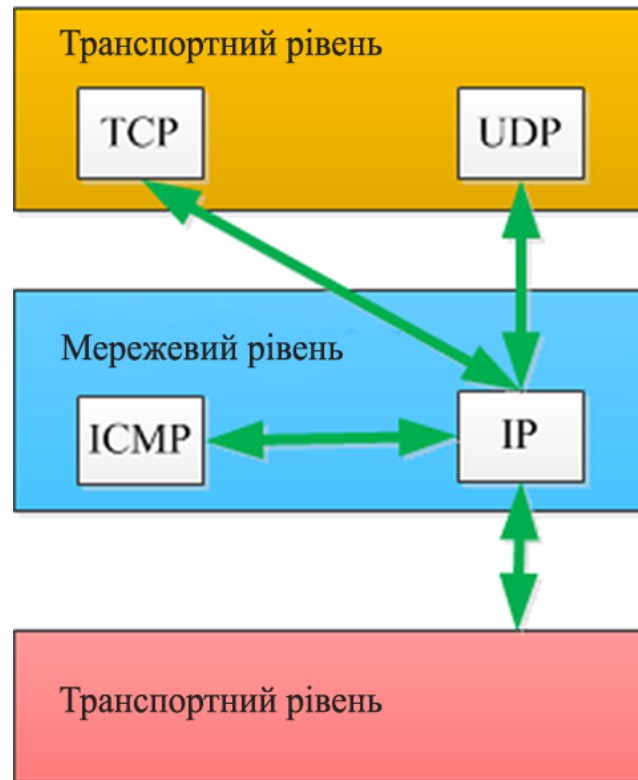 Транспортний рівень
TCP UDP
Мережевий рівень
ICMP IP
Транспортний рівень